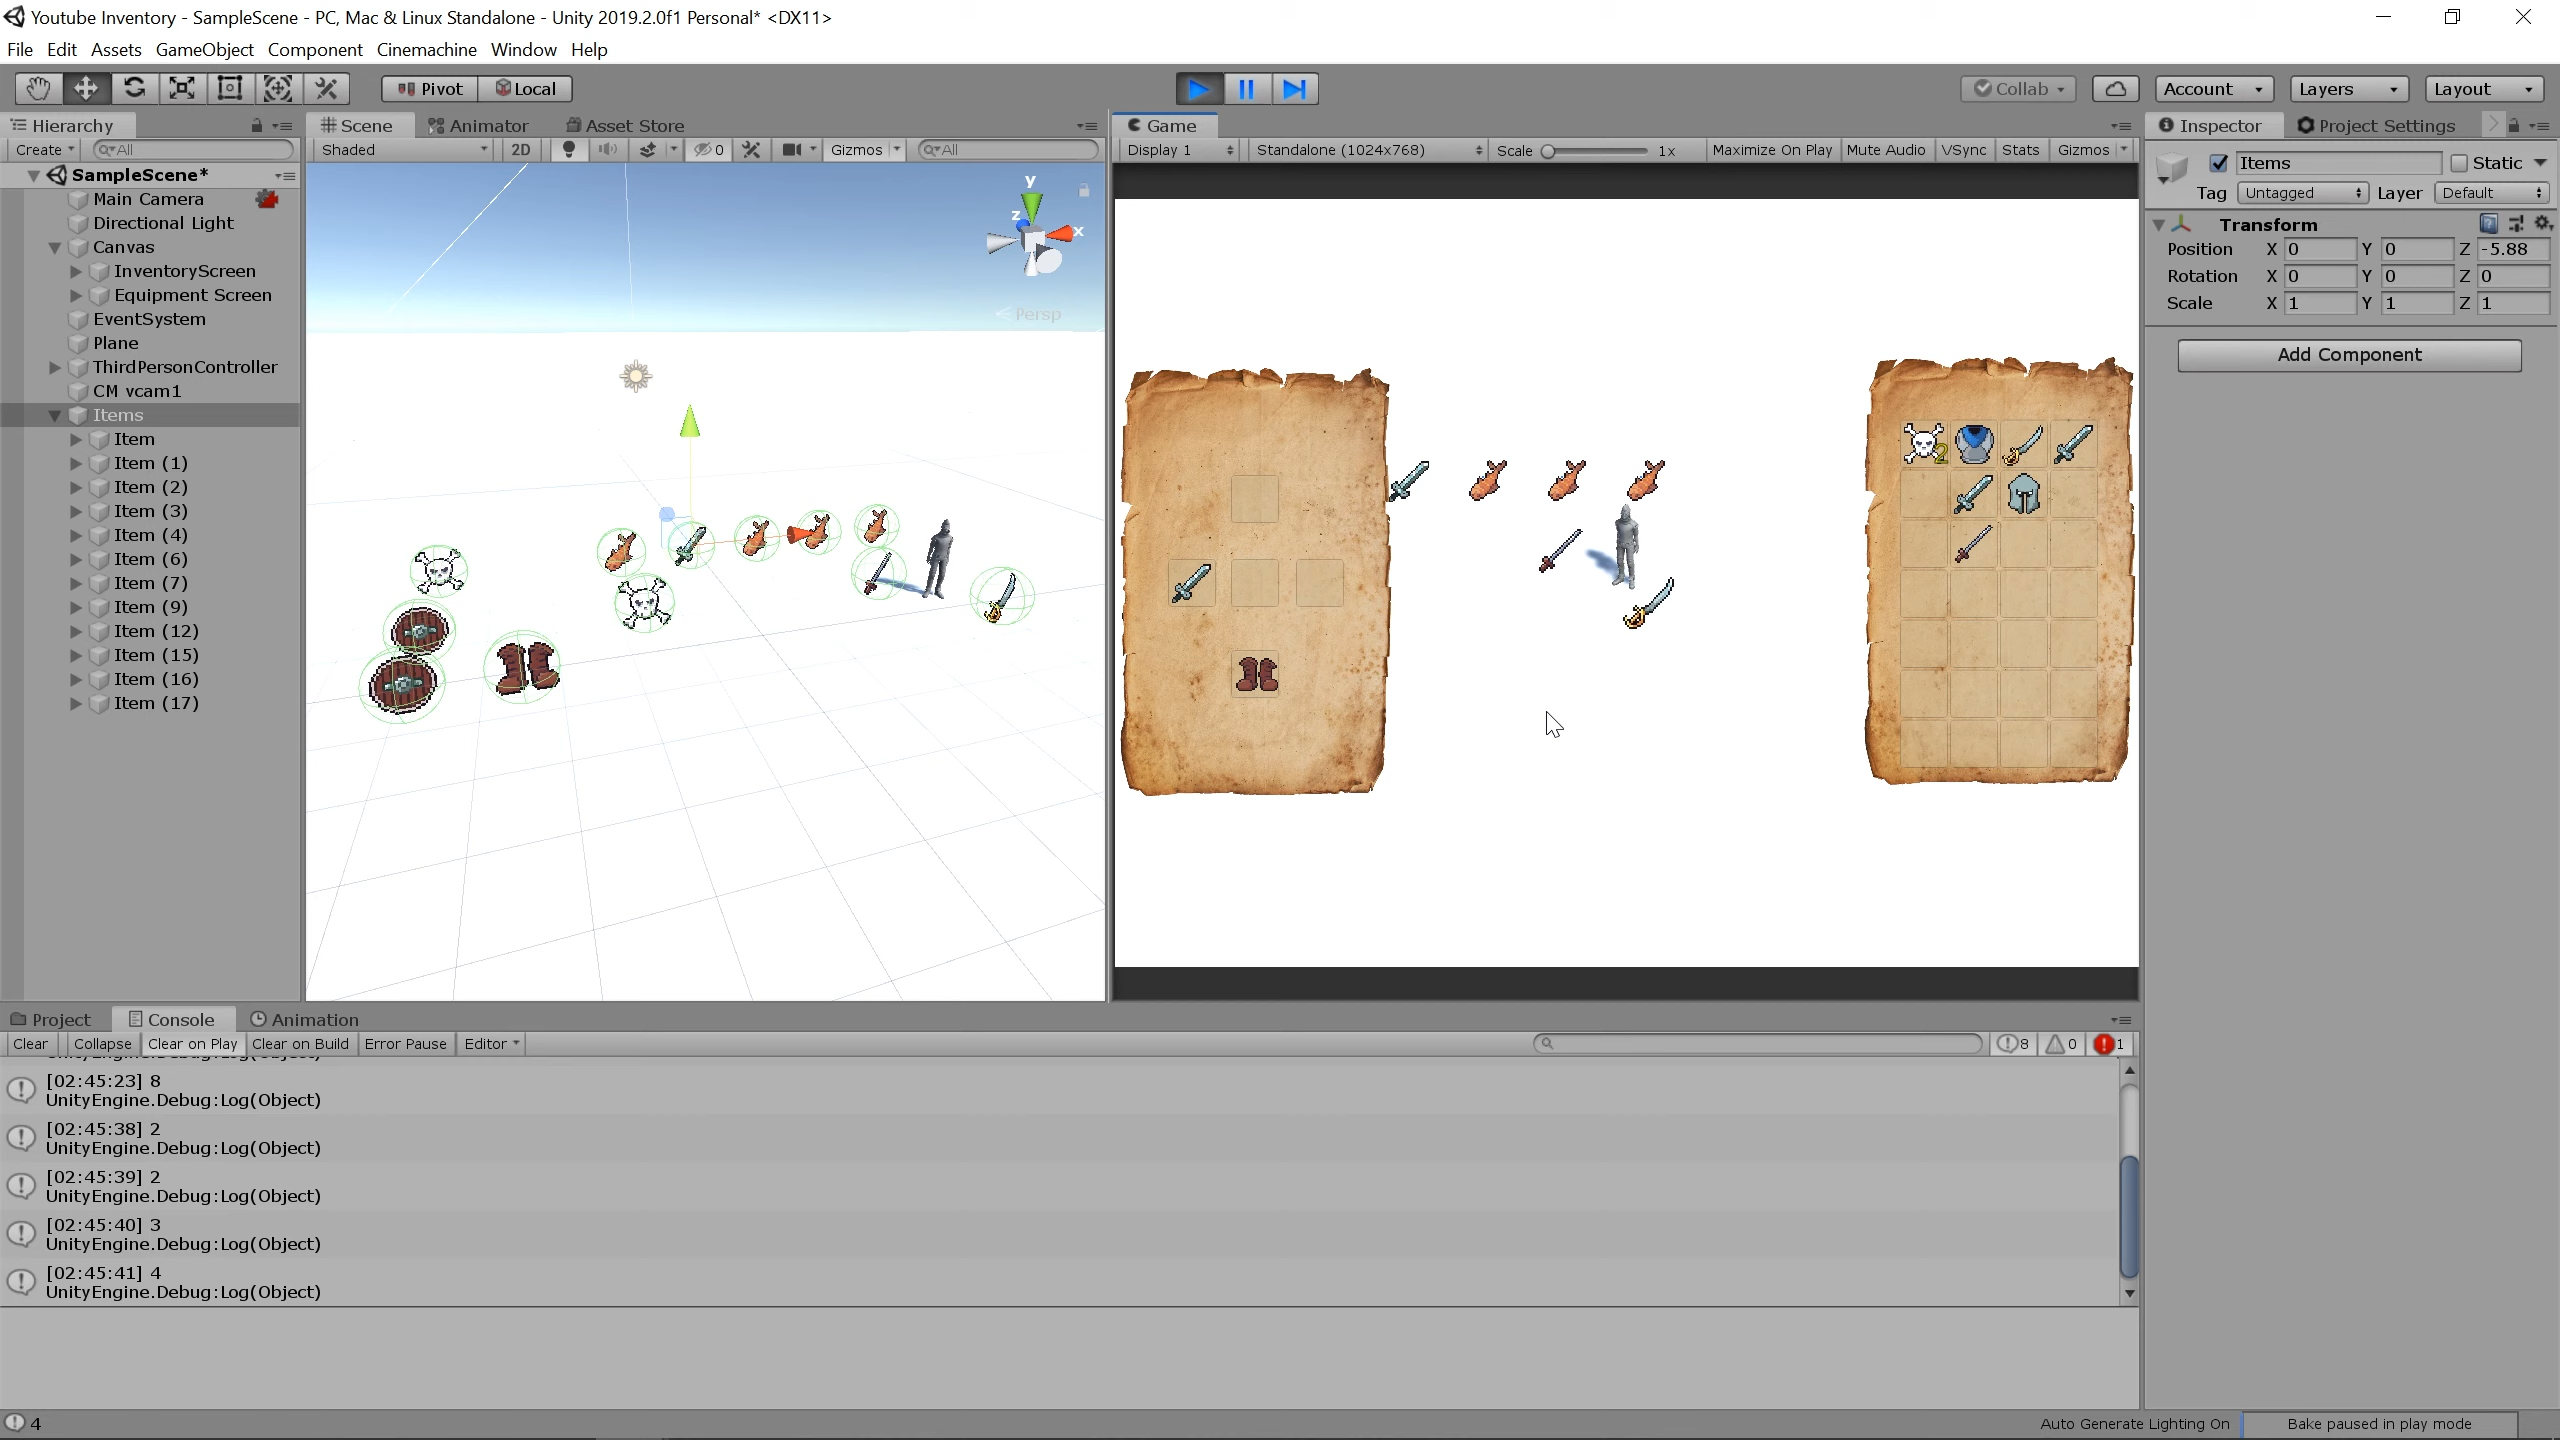 Youtube Inventory - SampleScene - PC, Mac & Linux Standalone - Unity 2019.2.0f1 Personal* <DX11>
File Edit Assets GameObject Component Cinemachine Window Help
Pivot Local Collab Account Layers Layout
Hierarchy
Create All
SampleScene*
Main Camera
Directional Light
Canvas
InventoryScreen
Equipment Screen
EventSystem
Plane
ThirdPersonController
CM vcam1
Items
Item
Item (1)
Item (2)
Item (3)
Item (4)
Item (6)
Item (7)
Item (9)
Item (12)
Item (15)
Item (16)
Item (17)
Scene Animator Asset Store
Shaded 2D 0 Gizmos All
y
z
x
Persp
Game
Display 1 Standalone (1024x768) Scale 1x Maximize On Play Mute Audio VSync Stats Gizmos
2
Inspector Project Settings
Items Static
Tag Untagged Layer Default
Transform
Position X 0 Y 0 Z -5.88
Rotation X 0 Y 0 Z 0
Scale X 1 Y 1 Z 1
Add Component
Project Console Animation
Clear Collapse Clear on Play Clear on Build Error Pause Editor 8 0 1
UnityEngine.Debug:Log(Object)
[02:45:23] 8
UnityEngine.Debug:Log(Object)
[02:45:38] 2
UnityEngine.Debug:Log(Object)
[02:45:39] 2
UnityEngine.Debug:Log(Object)
[02:45:40] 3
UnityEngine.Debug:Log(Object)
[02:45:41] 4
UnityEngine.Debug:Log(Object)
4
Auto Generate Lighting On Bake paused in play mode